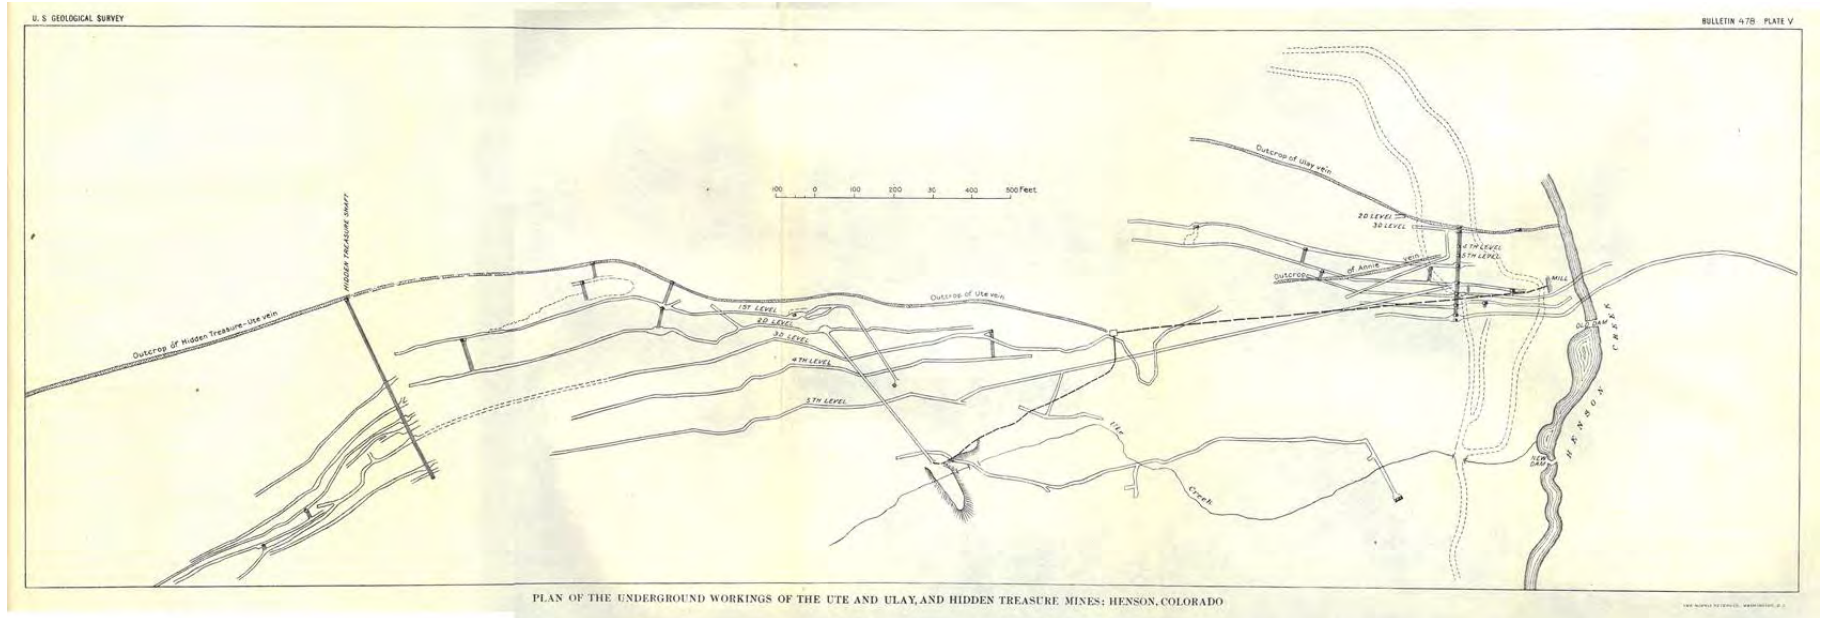 U. S GEOLOGICAL SURVEY
BULLETIN 478 PLATE V
Outcrop of Ulay vein
100 0 100 200 30 400 500 Feet
HIDDEN TREASURE SHAFT
2D LEVEL
3D LEVEL
4TH LEVEL
5TH LEVEL
Outcrop of Annie vein
MILL
Outcrop of Ute vein
1ST LEVEL
2D LEVEL
3D LEVEL
4TH LEVEL
5TH LEVEL
Outcrop of Hidden Treasure-Ute vein
OLD DAM
HENSON CREEK
Ute Creek
NEW DAM
PLAN OF THE UNDERGROUND WORKINGS OF THE UTE AND ULAY, AND HIDDEN TREASURE MINES; HENSON, COLORADO